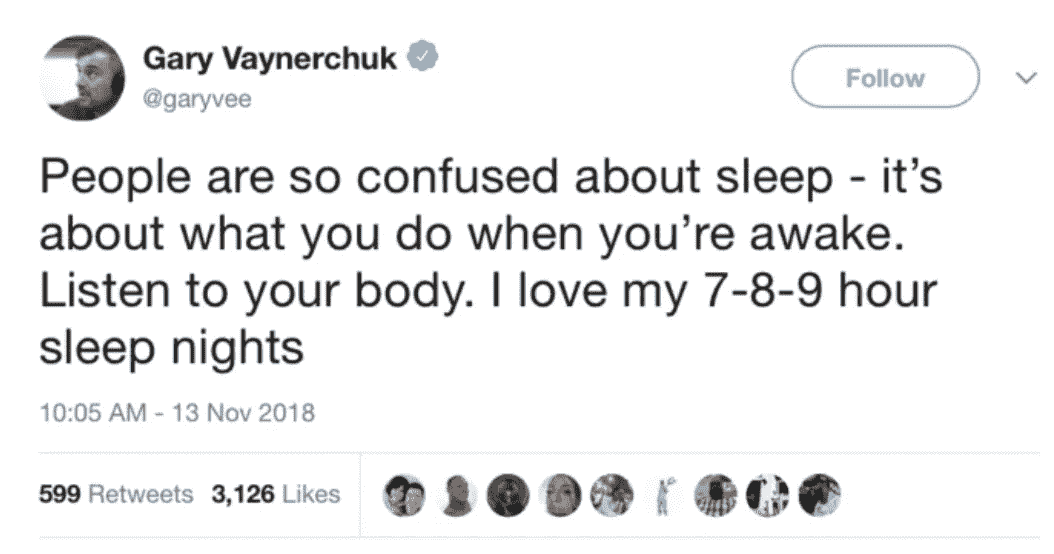 Gary Vaynerchuk
@garyvee
Follow
People are so confused about sleep - it’s
about what you do when you’re awake.
Listen to your body. I love my 7-8-9 hour
sleep nights
10:05 AM - 13 Nov 2018
599 Retweets 3,126 Likes